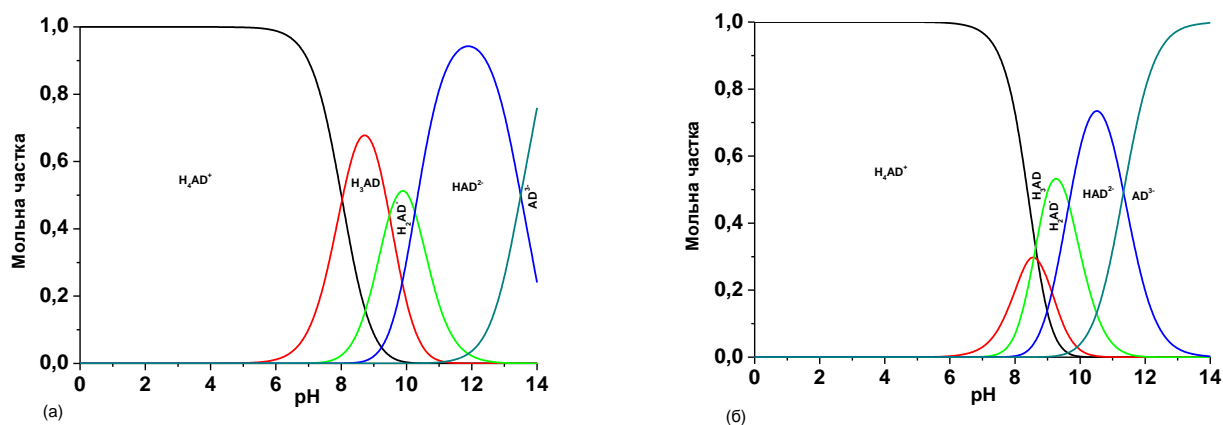 Мольна частка
1,0
0,8
0,6
0,4
0,2
0,0
H₄AD⁺
H₃AD
H₂AD⁻
HAD²⁻
AD³⁻
0 2 4 6 8 10 12 14
pH
(а)
Мольна частка
1,0
0,8
0,6
0,4
0,2
0,0
H₄AD⁺
H₃AD
H₂AD⁻
HAD²⁻
AD³⁻
0 2 4 6 8 10 12 14
pH
(б)